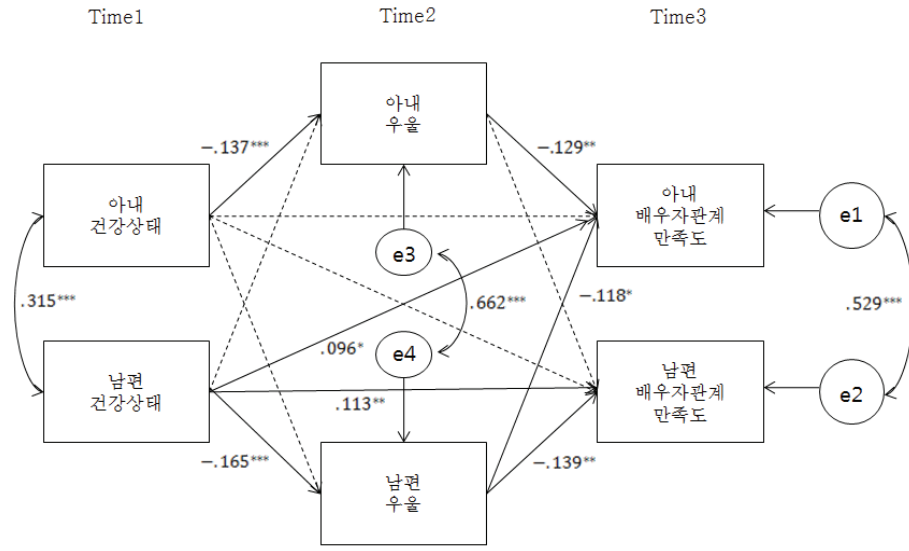 Time1
Time2
Time3
아내
우울
−.137***
−.129**
아내
건강상태
아내
배우자관계
만족도
e1
e3
.315***
.662***
−.118*
.529***
.096*
e4
남편
건강상태
.113**
남편
배우자관계
만족도
e2
−.165***
−.139**
남편
우울